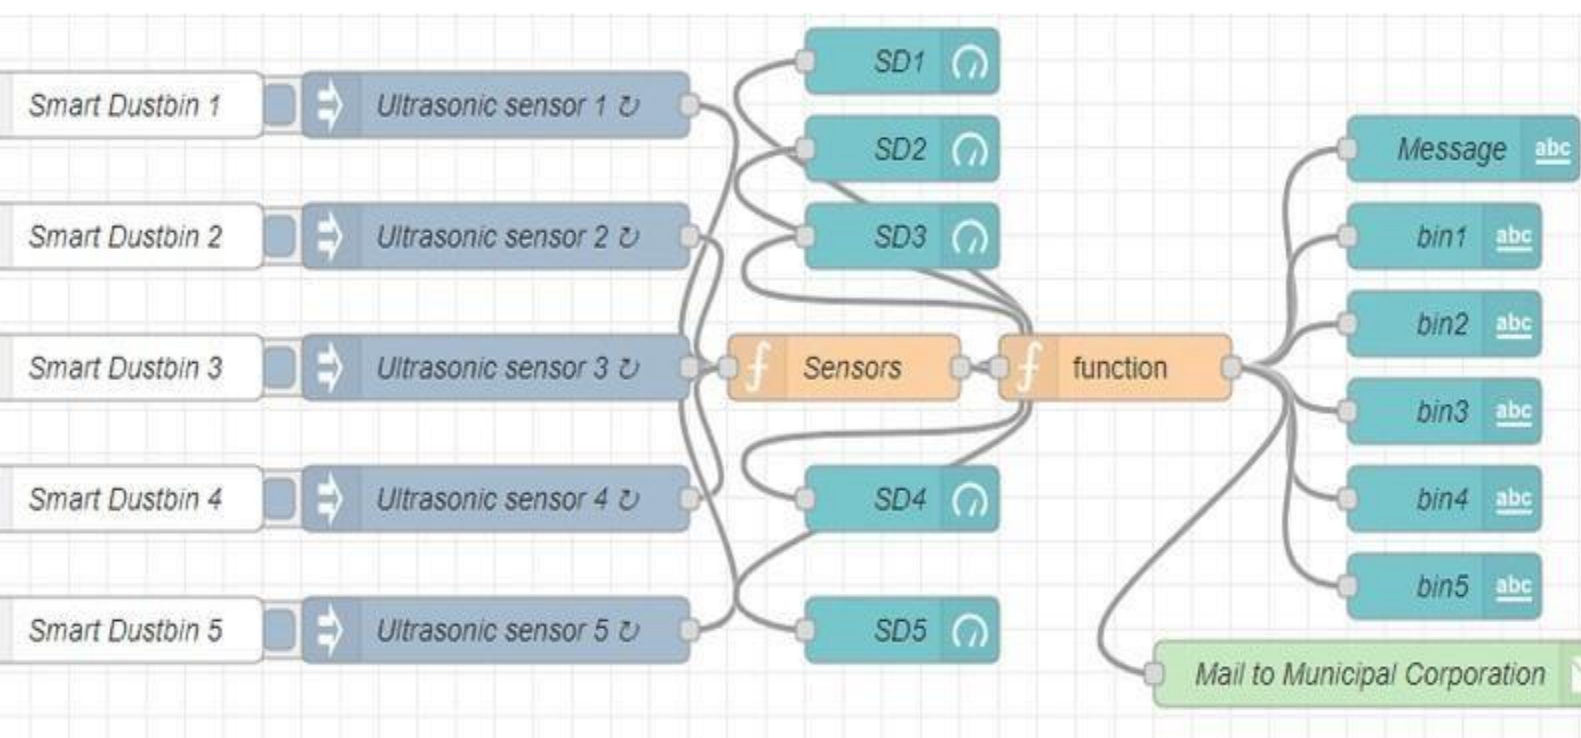 Smart Dustbin 1
Ultrasonic sensor 1 ↻
Smart Dustbin 2
Ultrasonic sensor 2 ↻
Smart Dustbin 3
Ultrasonic sensor 3 ↻
Smart Dustbin 4
Ultrasonic sensor 4 ↻
Smart Dustbin 5
Ultrasonic sensor 5 ↻
SD1
SD2
SD3
f Sensors
SD4
SD5
f function
Message abc
bin1 abc
bin2 abc
bin3 abc
bin4 abc
bin5 abc
Mail to Municipal Corporation